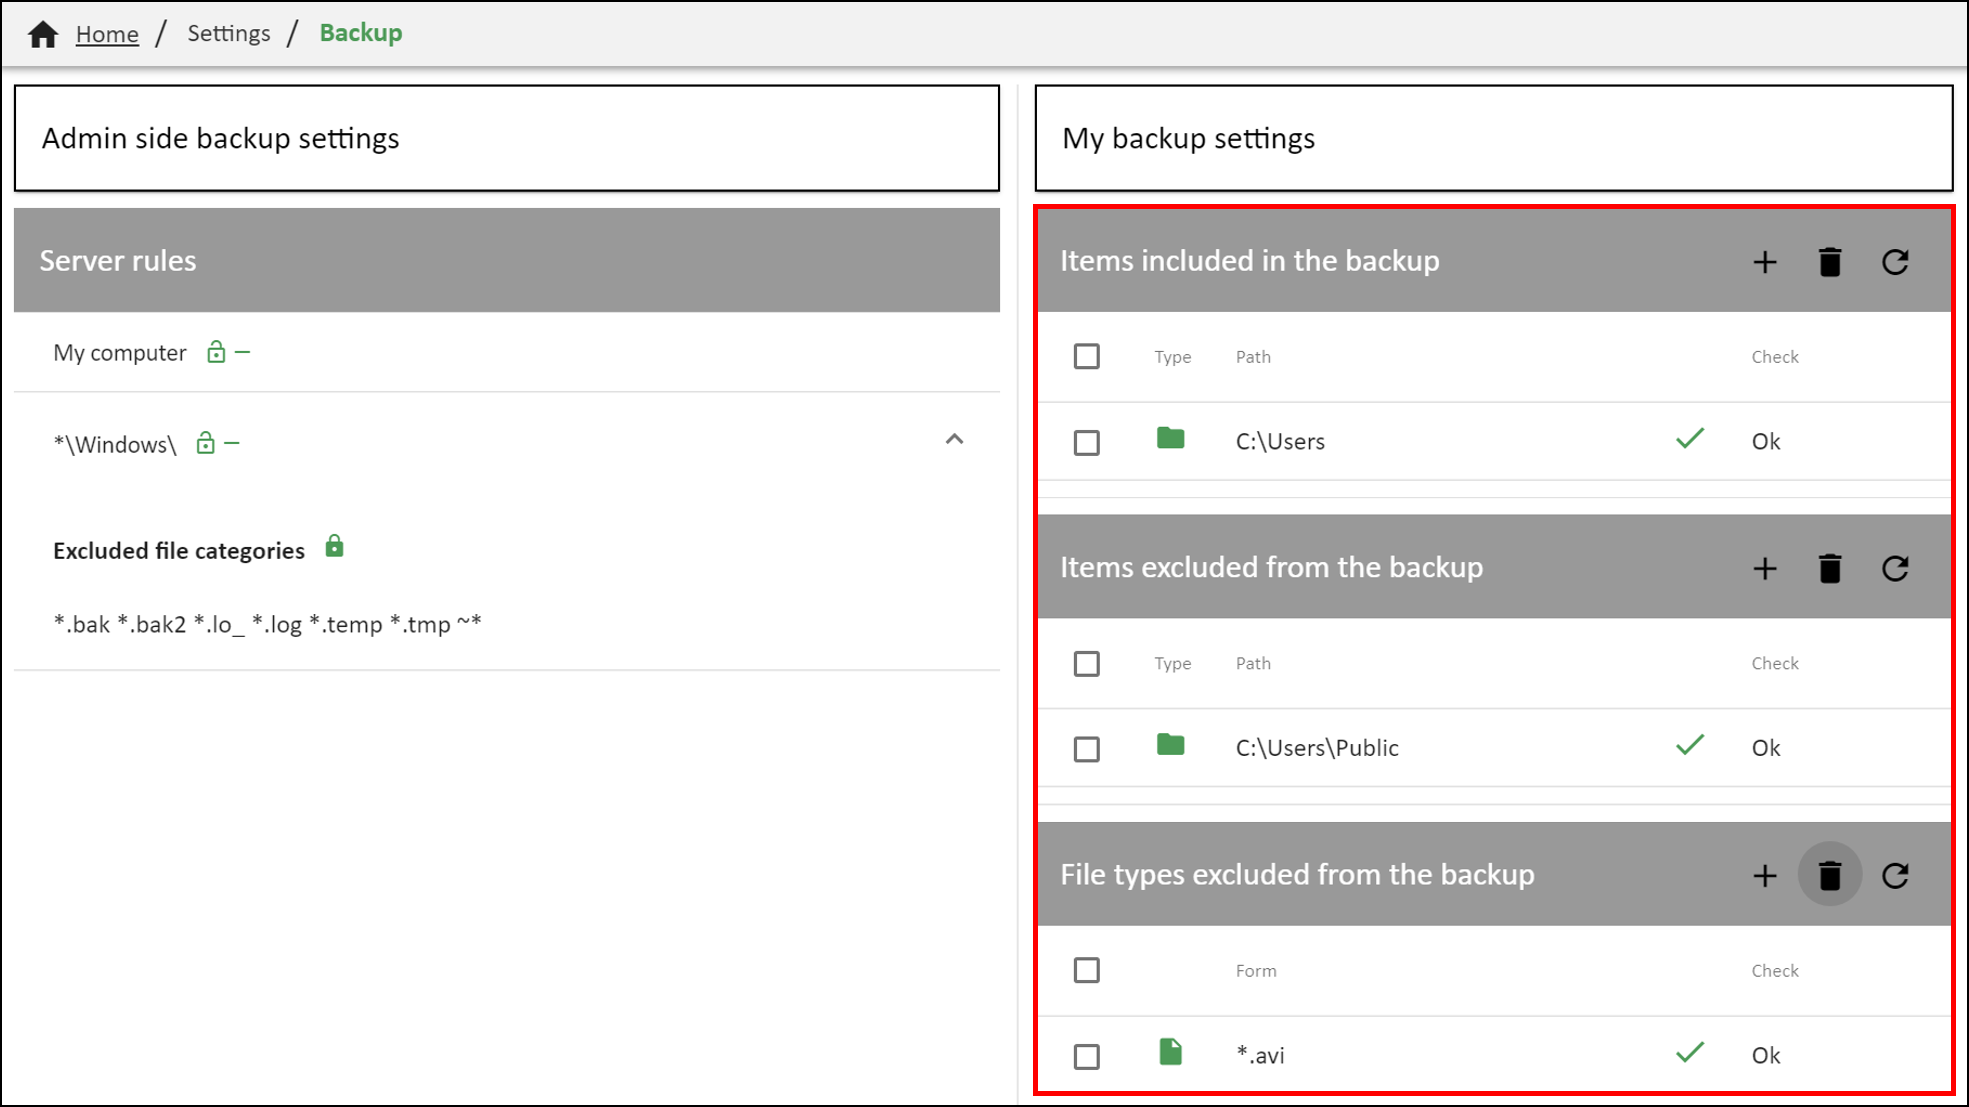 Home / Settings / Backup
Admin side backup settings
Server rules
My computer
*\Windows\
Excluded file categories
*.bak *.bak2 *.lo_ *.log *.temp *.tmp ~*
My backup settings
Items included in the backup
Type Path Check
C:\Users Ok
Items excluded from the backup
Type Path Check
C:\Users\Public Ok
File types excluded from the backup
Form Check
*.avi Ok